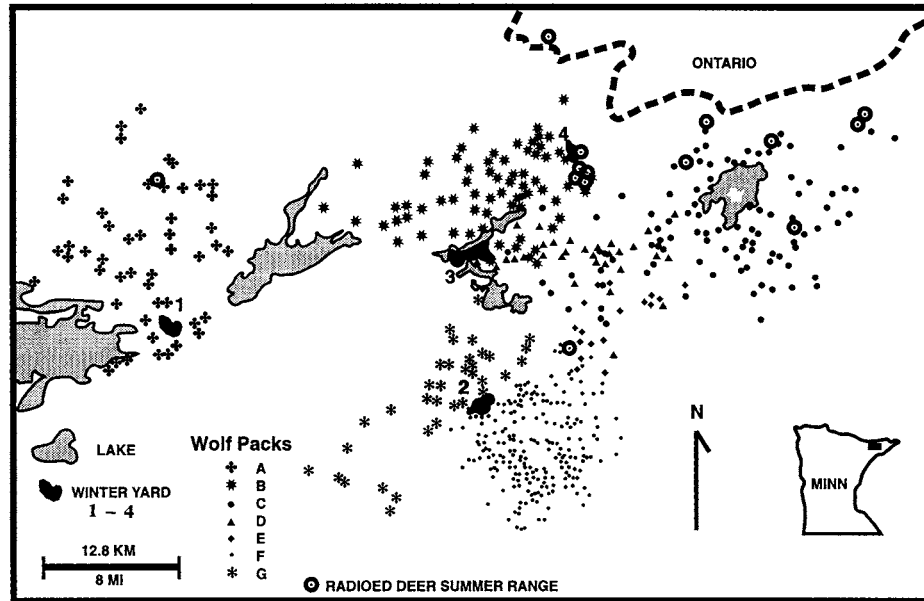 ONTARIO
4
3
1
2
N
LAKE
WINTER YARD
1 – 4
12.8 KM
8 MI
Wolf Packs
A
B
C
D
E
F
G
MINN
RADIOED DEER SUMMER RANGE